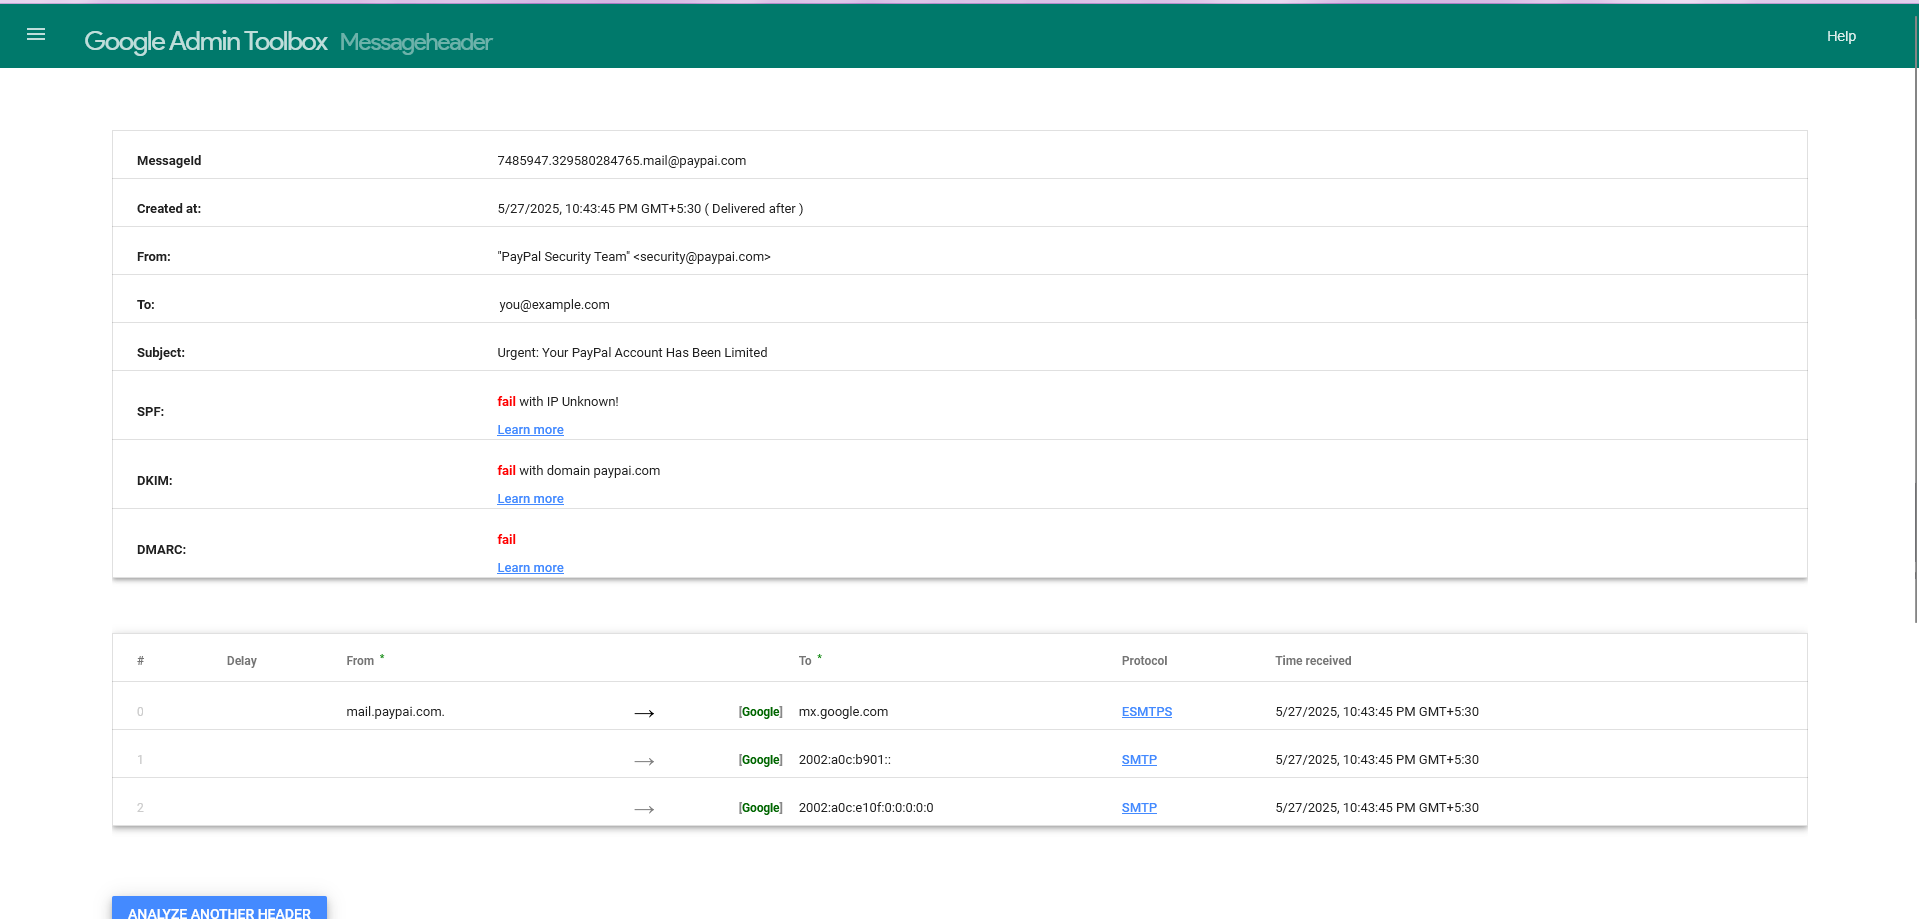 Google Admin Toolbox Messageheader Help
MessageId 7485947.329580284765.mail@paypai.com
Created at: 5/27/2025, 10:43:45 PM GMT+5:30 ( Delivered after )
From: "PayPal Security Team" <security@paypai.com>
To: you@example.com
Subject: Urgent: Your PayPal Account Has Been Limited
SPF: fail with IP Unknown!
Learn more
DKIM: fail with domain paypai.com
Learn more
DMARC: fail
Learn more
# Delay From * To * Protocol Time received
0 mail.paypai.com. → [Google] mx.google.com ESMTPS 5/27/2025, 10:43:45 PM GMT+5:30
1 → [Google] 2002:a0c:b901:: SMTP 5/27/2025, 10:43:45 PM GMT+5:30
2 → [Google] 2002:a0c:e10f:0:0:0:0:0 SMTP 5/27/2025, 10:43:45 PM GMT+5:30
ANALYZE ANOTHER HEADER